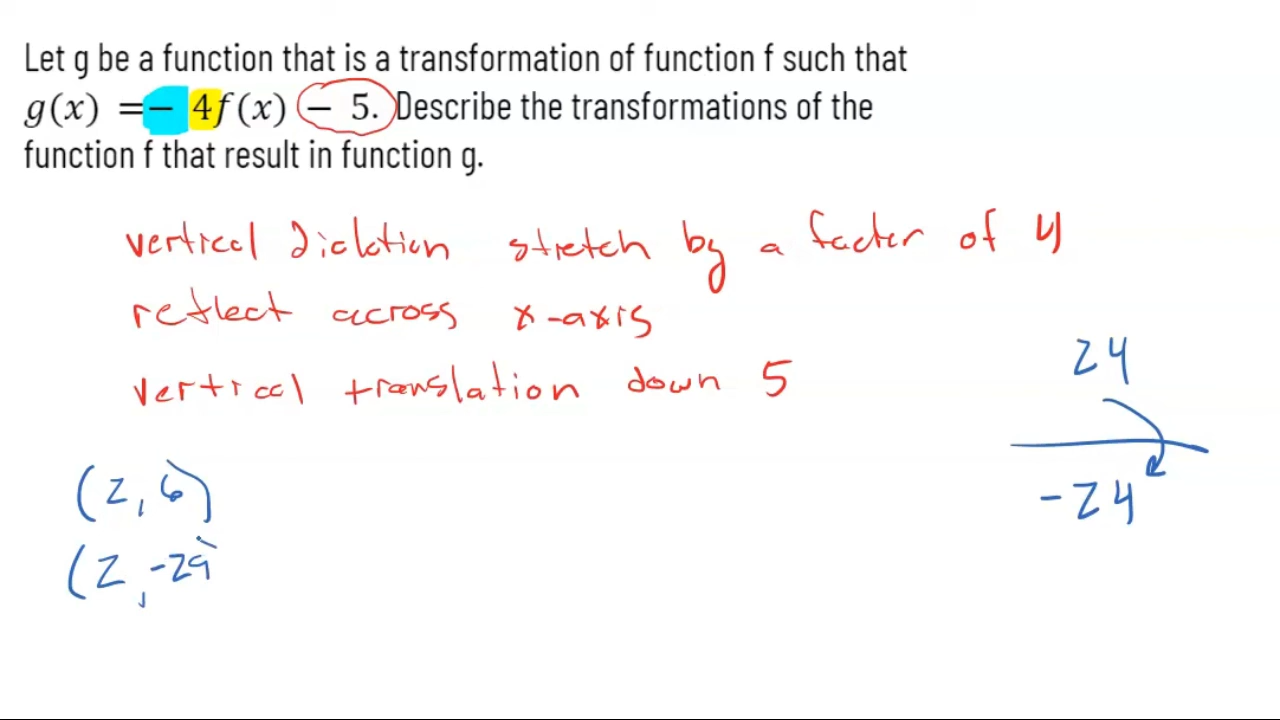 Let g be a function that is a transformation of function f such that
g(x) = − 4f(x) − 5. Describe the transformations of the
function f that result in function g.
vertical dialation stretch by a factor of 4
reflect across x-axis
vertical translation down 5
24
-24
(2, 6)
(2, -29